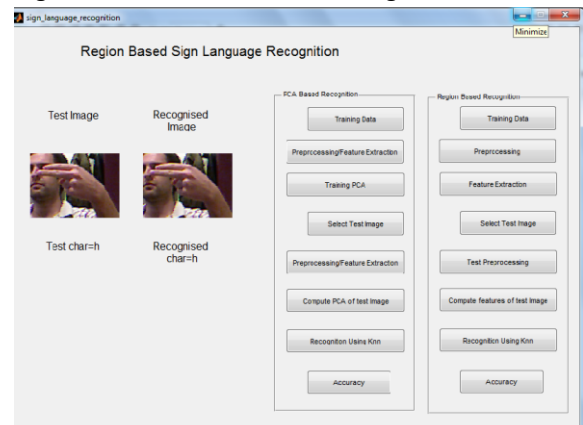 sign_language_recognition
Minimize
Region Based Sign Language Recognition
Test Image
Recognised
Image
Test char=h
Recognised
char=h
PCA Based Recognition
Training Data
Preprocessing/Feature Extraction
Training PCA
Select Test Image
Preprocessing/Feature Extraction
Compute PCA of test Image
Recognition Using Knn
Accuracy
Region Based Recognition
Training Data
Preprocessing
Feature Extraction
Select Test Image
Test Preprocessing
Compute features of test Image
Recognition Using Knn
Accuracy